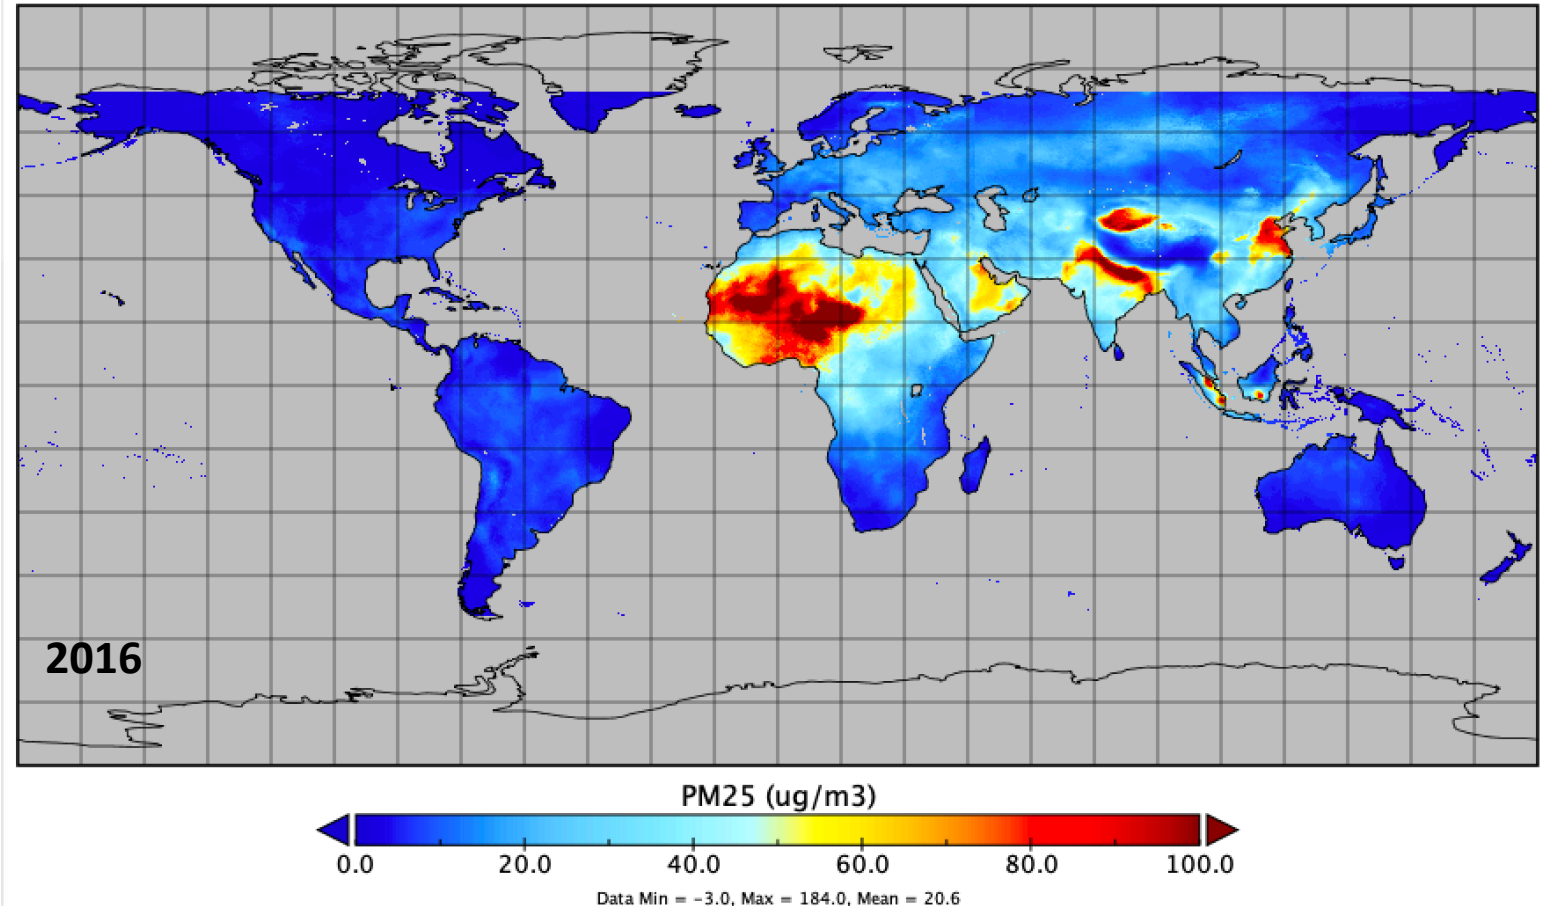 2016
PM25 (ug/m3)
0.0 20.0 40.0 60.0 80.0 100.0
Data Min = -3.0, Max = 184.0, Mean = 20.6